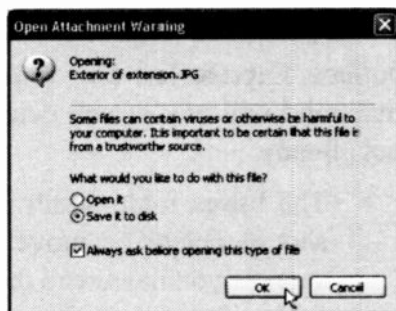 Open Attachment Warning
Opening:
Exterior of extension.JPG
Some files can contain viruses or otherwise be harmful to
your computer. It is important to be certain that this file is
from a trustworthy source.
What would you like to do with this file?
Open it
Save it to disk
Always ask before opening this type of file
OK
Cancel